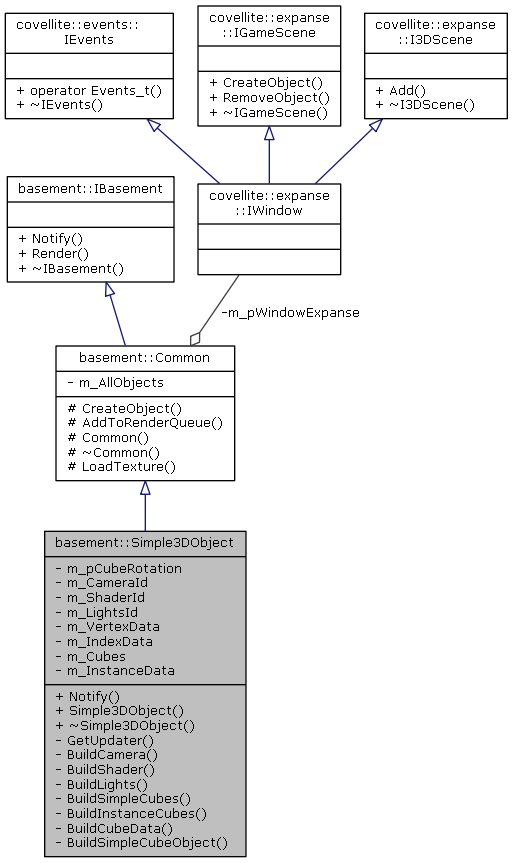 covellite::events::
IEvents
+ operator Events_t()
+ ~IEvents()
covellite::expanse
::IGameScene
+ CreateObject()
+ RemoveObject()
+ ~IGameScene()
covellite::expanse
::I3DScene
+ Add()
+ ~I3DScene()
basement::IBasement
+ Notify()
+ Render()
+ ~IBasement()
covellite::expanse
::IWindow
-m_pWindowExpanse
basement::Common
- m_AllObjects
# CreateObject()
# AddToRenderQueue()
# Common()
# ~Common()
# LoadTexture()
basement::Simple3DObject
- m_pCubeRotation
- m_CameraId
- m_ShaderId
- m_LightsId
- m_VertexData
- m_IndexData
- m_Cubes
- m_InstanceData
+ Notify()
+ Simple3DObject()
+ ~Simple3DObject()
- GetUpdater()
- BuildCamera()
- BuildShader()
- BuildLights()
- BuildSimpleCubes()
- BuildInstanceCubes()
- BuildCubeData()
- BuildSimpleCubeObject()